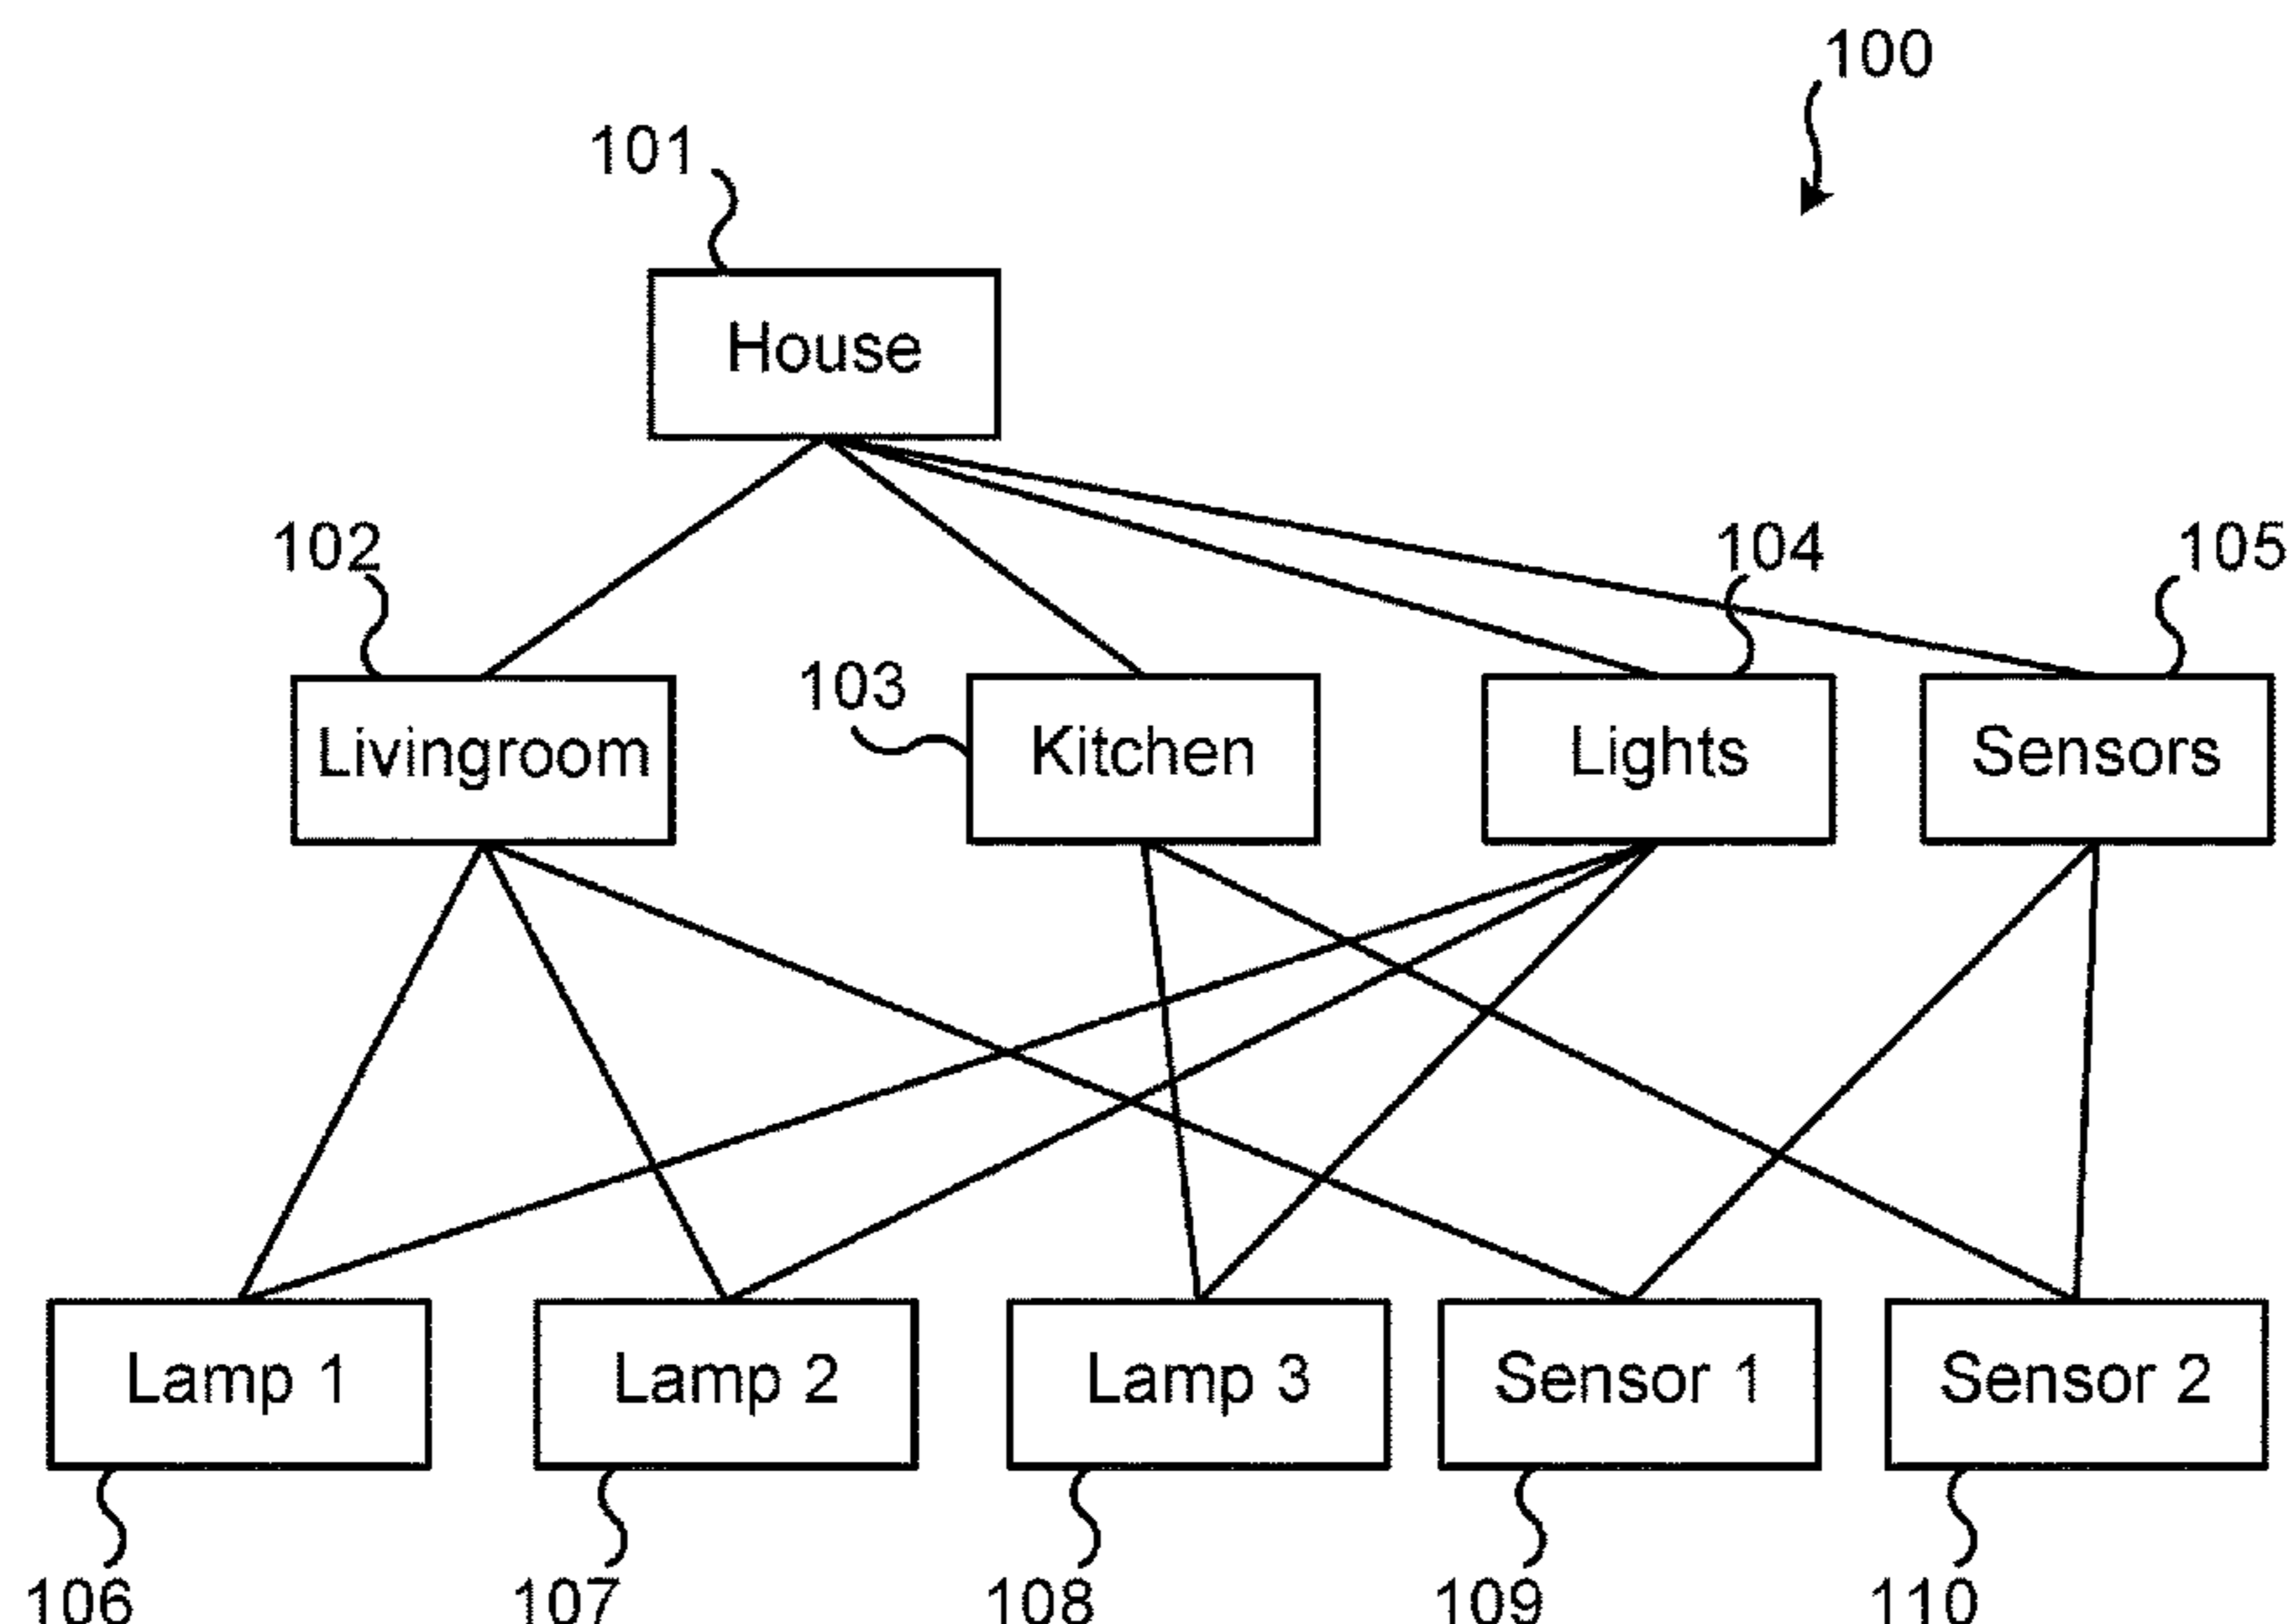 100
101
House
102
104
105
103
Livingroom
Kitchen
Lights
Sensors
Lamp 1
Lamp 2
Lamp 3
Sensor 1
Sensor 2
106
107
108
109
110